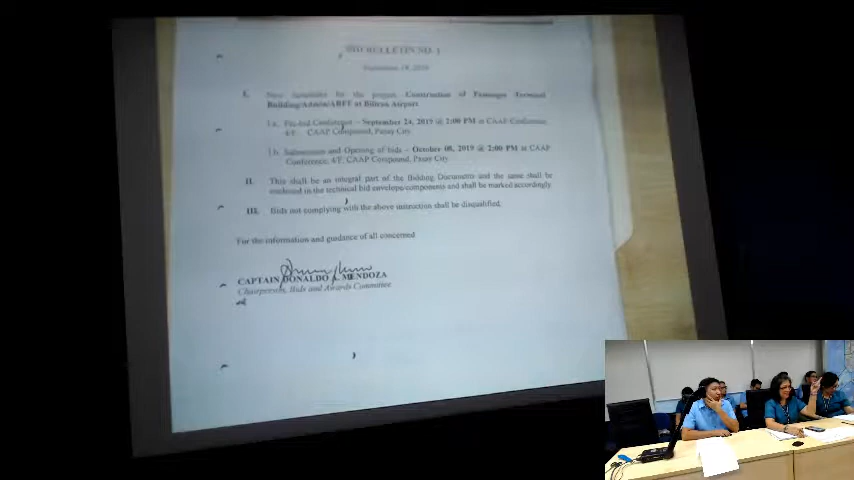 BID BULLETIN NO. 1
September 18, 2019
I. New schedules for the project Construction of Passenger Terminal
Building/Admin/ARFF at Biliran Airport
1.a. Pre-bid Conference – September 24, 2019 @ 2:00 PM at CAAP Conference,
4/F, CAAP Compound, Pasay City
1.b. Submission and Opening of bids – October 08, 2019 @ 2:00 PM at CAAP
Conference, 4/F, CAAP Compound, Pasay City
II. This shall be an integral part of the Bidding Documents and the same shall be
enclosed in the technical bid envelope/components and shall be marked accordingly.
III. Bids not complying with the above instruction shall be disqualified.
For the information and guidance of all concerned
CAPTAIN DONALDO A. MENDOZA
Chairperson, Bids and Awards Committee